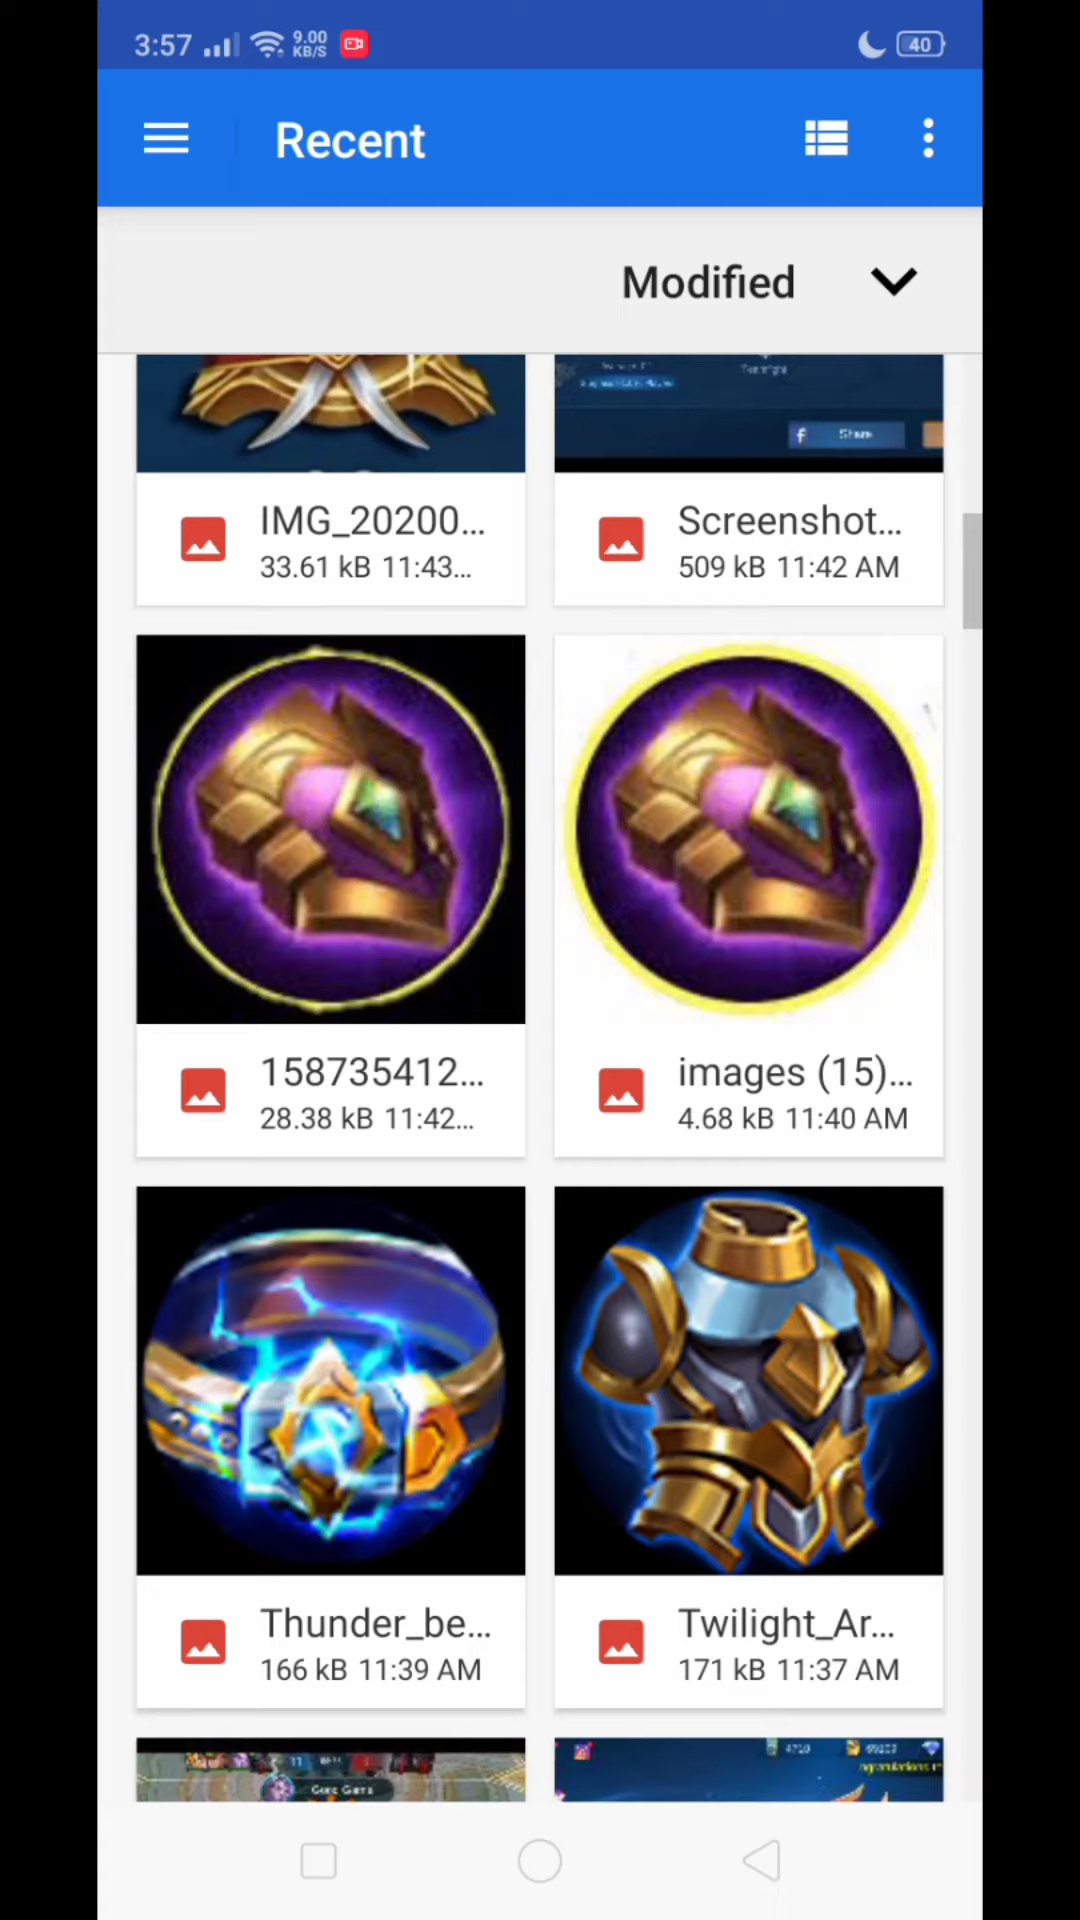 3:57 9.00 KB/S 40
Recent
Modified
Share
IMG_20200... Screenshot...
33.61 kB 11:43... 509 kB 11:42 AM
158735412... images (15)...
28.38 kB 11:42... 4.68 kB 11:40 AM
Thunder_be... Twilight_Ar...
166 kB 11:39 AM 171 kB 11:37 AM